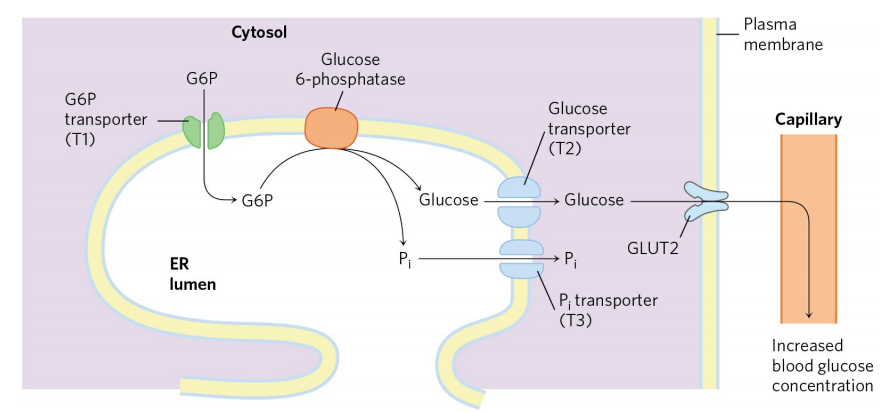 Cytosol
Plasma
membrane
Glucose
6-phosphatase
G6P
G6P
transporter
(T1)
Glucose
transporter
(T2)
Capillary
G6P
Glucose
Glucose
GLUT2
Pi
Pi
ER
lumen
Pi transporter
(T3)
Increased
blood glucose
concentration